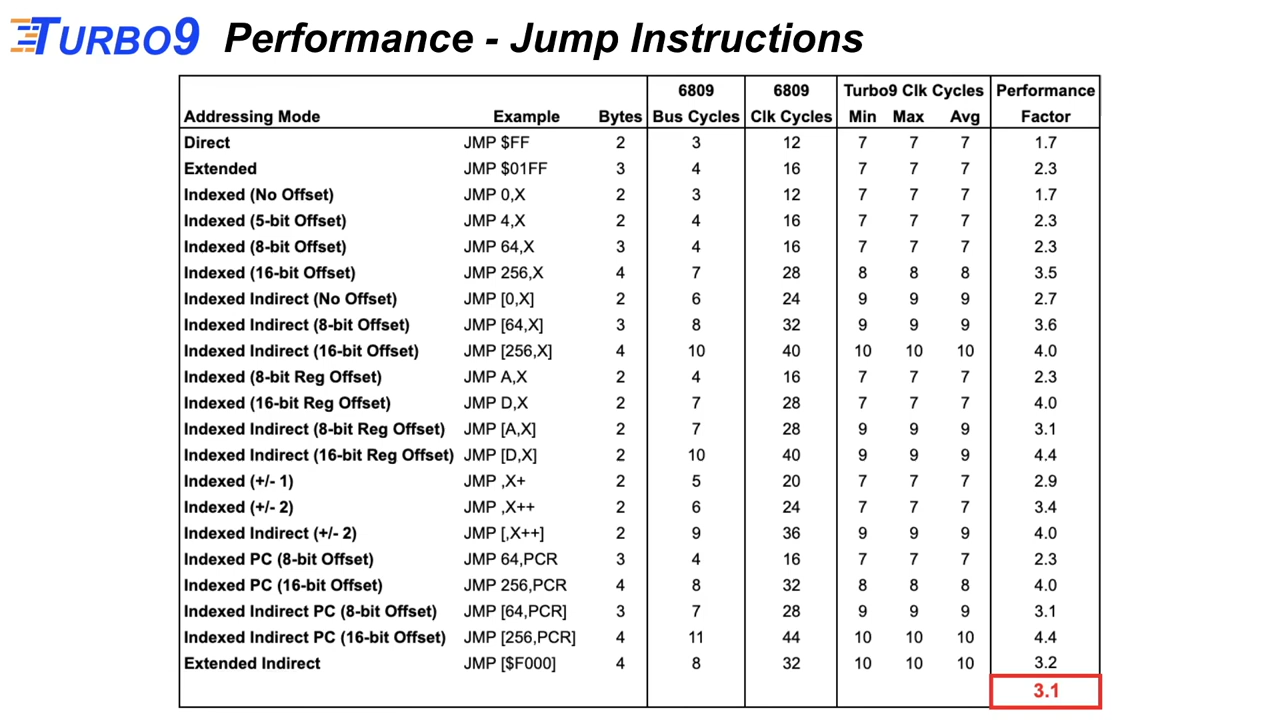 TURBO9 Performance - Jump Instructions
6809 6809 Turbo9 Clk Cycles Performance
Addressing Mode Example Bytes Bus Cycles Clk Cycles Min Max Avg Factor
Direct JMP $FF 2 3 12 7 7 7 1.7
Extended JMP $01FF 3 4 16 7 7 7 2.3
Indexed (No Offset) JMP 0,X 2 3 12 7 7 7 1.7
Indexed (5-bit Offset) JMP 4,X 2 4 16 7 7 7 2.3
Indexed (8-bit Offset) JMP 64,X 3 4 16 7 7 7 2.3
Indexed (16-bit Offset) JMP 256,X 4 7 28 8 8 8 3.5
Indexed Indirect (No Offset) JMP [0,X] 2 6 24 9 9 9 2.7
Indexed Indirect (8-bit Offset) JMP [64,X] 3 8 32 9 9 9 3.6
Indexed Indirect (16-bit Offset) JMP [256,X] 4 10 40 10 10 10 4.0
Indexed (8-bit Reg Offset) JMP A,X 2 4 16 7 7 7 2.3
Indexed (16-bit Reg Offset) JMP D,X 2 7 28 7 7 7 4.0
Indexed Indirect (8-bit Reg Offset) JMP [A,X] 2 7 28 9 9 9 3.1
Indexed Indirect (16-bit Reg Offset) JMP [D,X] 2 10 40 9 9 9 4.4
Indexed (+/- 1) JMP ,X+ 2 5 20 7 7 7 2.9
Indexed (+/- 2) JMP ,X++ 2 6 24 7 7 7 3.4
Indexed Indirect (+/- 2) JMP [,X++] 2 9 36 9 9 9 4.0
Indexed PC (8-bit Offset) JMP 64,PCR 3 4 16 7 7 7 2.3
Indexed PC (16-bit Offset) JMP 256,PCR 4 8 32 8 8 8 4.0
Indexed Indirect PC (8-bit Offset) JMP [64,PCR] 3 7 28 9 9 9 3.1
Indexed Indirect PC (16-bit Offset) JMP [256,PCR] 4 11 44 10 10 10 4.4
Extended Indirect JMP [$F000] 4 8 32 10 10 10 3.2
3.1